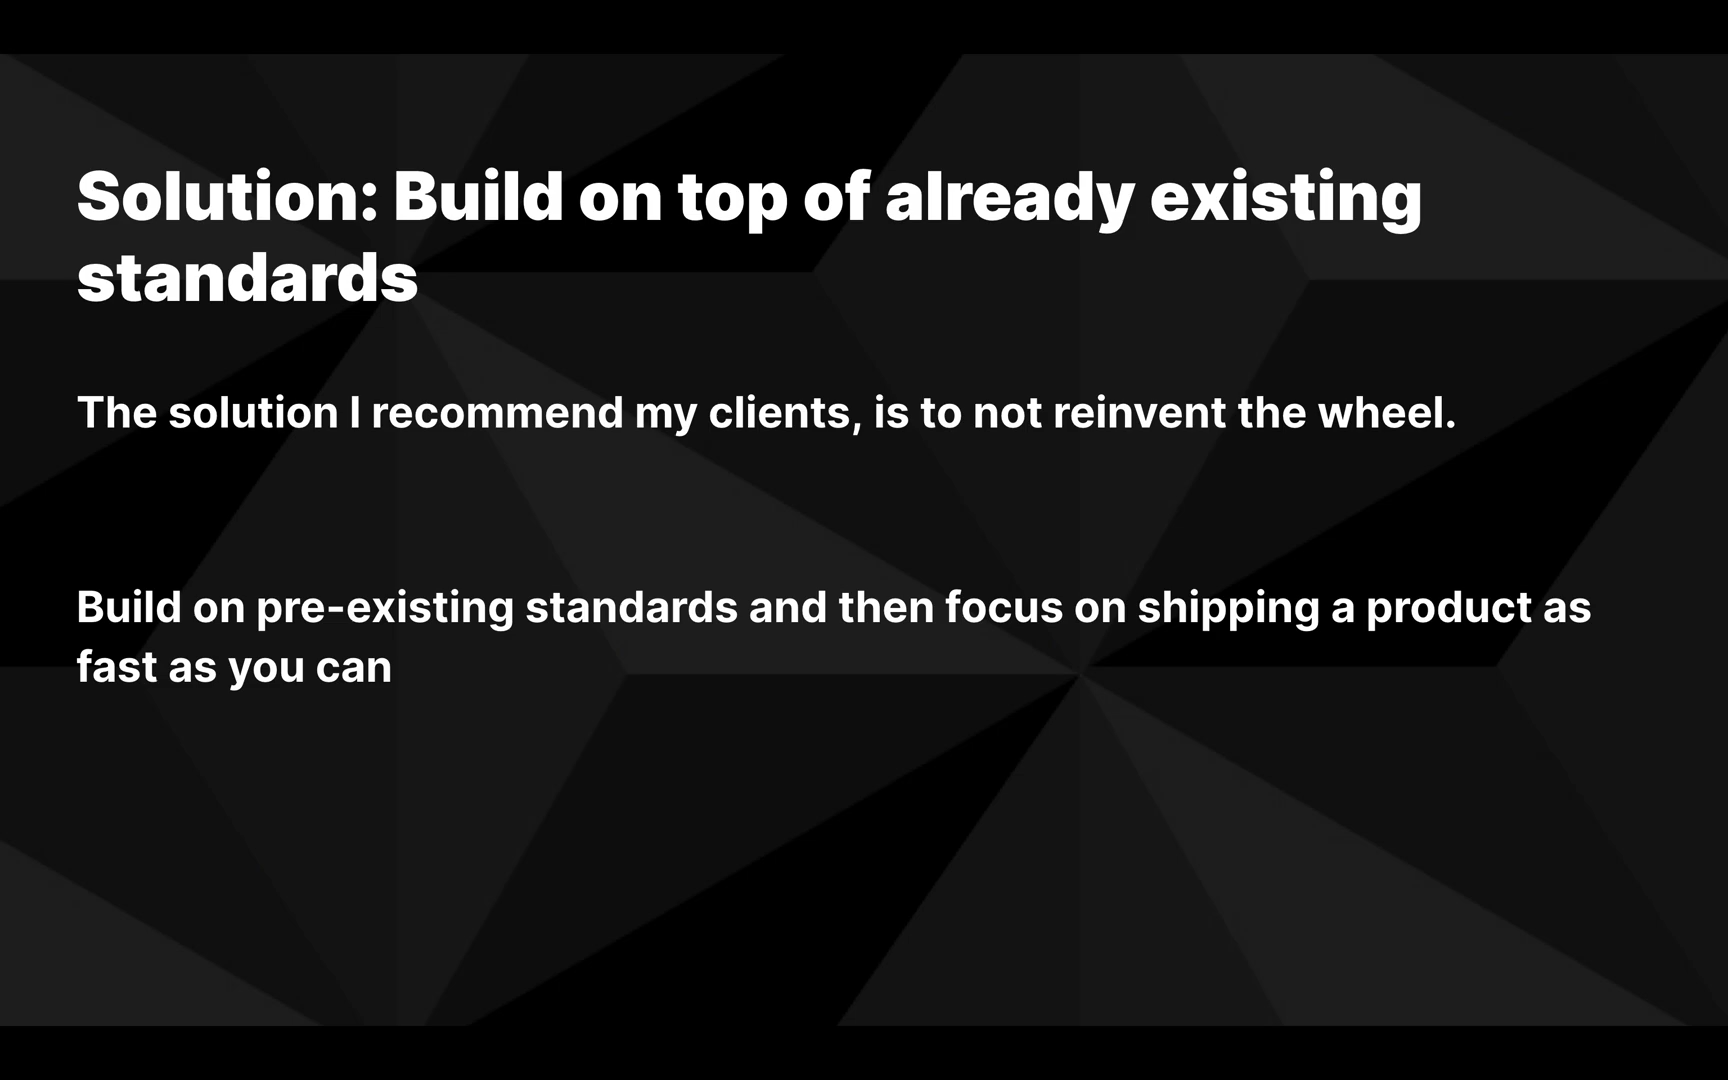 Solution: Build on top of already existing
standards
The solution I recommend my clients, is to not reinvent the wheel.
Build on pre-existing standards and then focus on shipping a product as
fast as you can